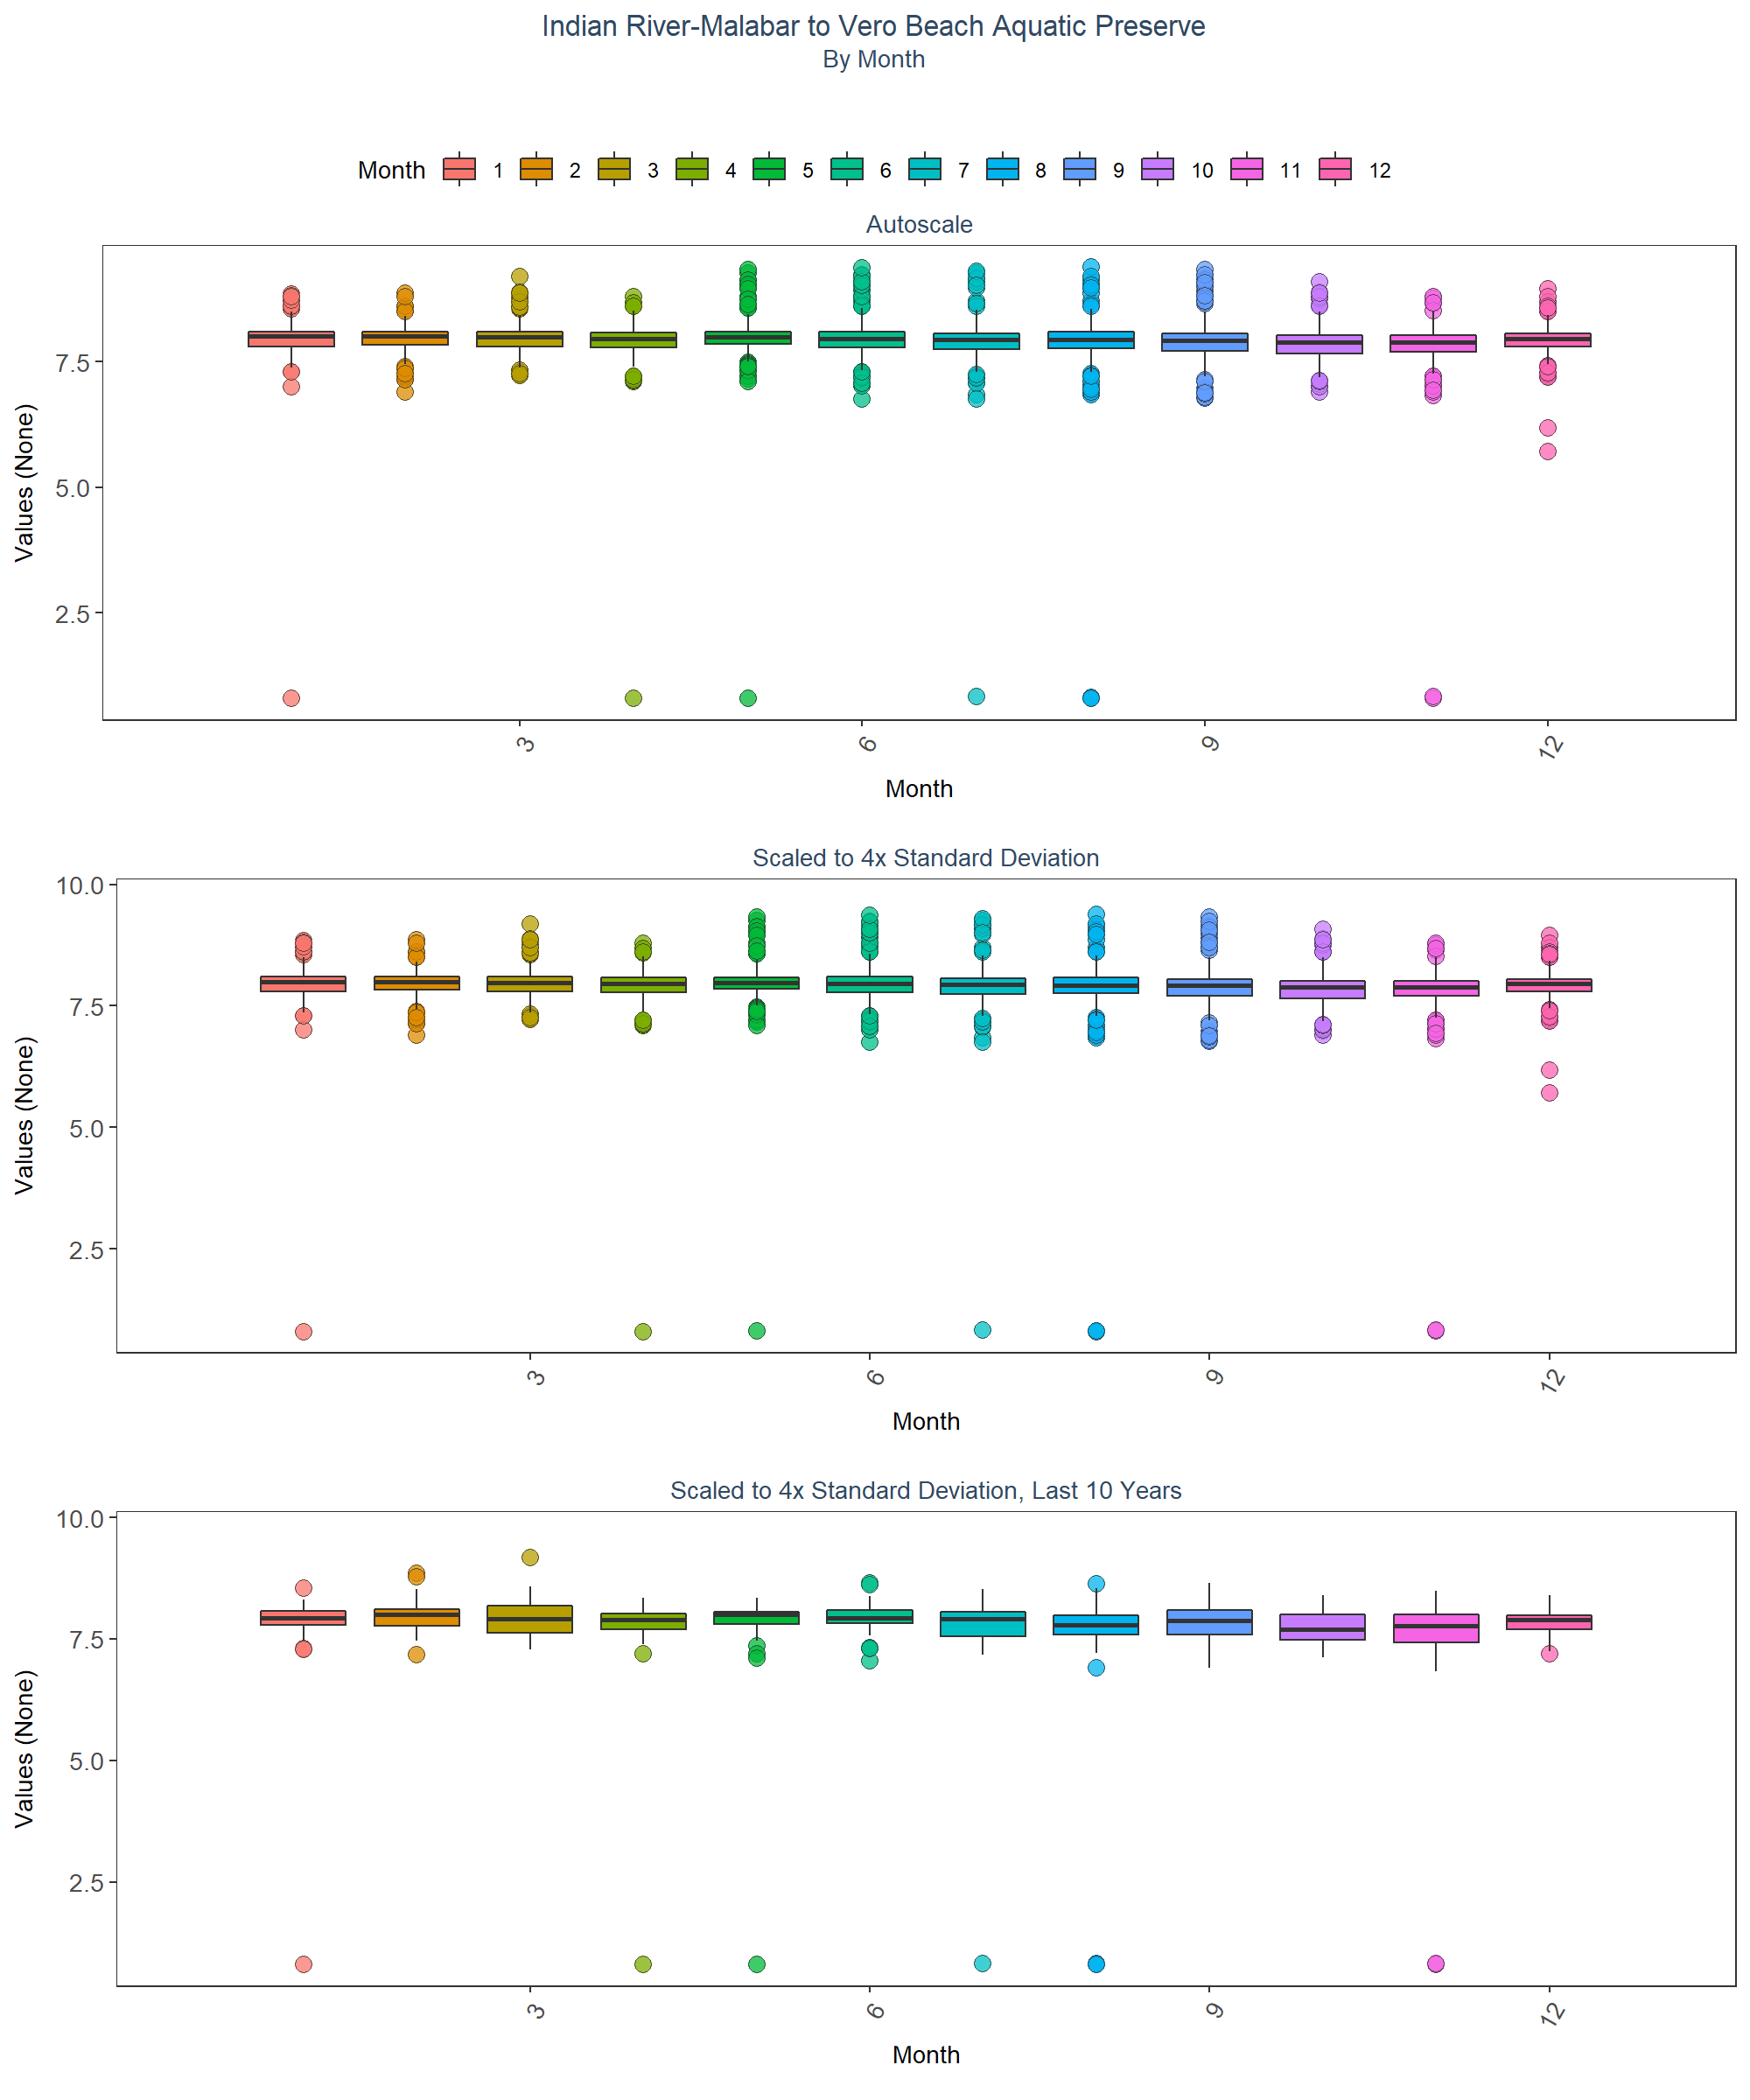 Indian River-Malabar to Vero Beach Aquatic Preserve
By Month
Month 1 2 3 4 5 6 7 8 9 10 11 12
Autoscale
Values (None)
7.5
5.0
2.5
3 6 9 12
Month
Scaled to 4x Standard Deviation
Values (None)
10.0
7.5
5.0
2.5
3 6 9 12
Month
Scaled to 4x Standard Deviation, Last 10 Years
Values (None)
10.0
7.5
5.0
2.5
3 6 9 12
Month